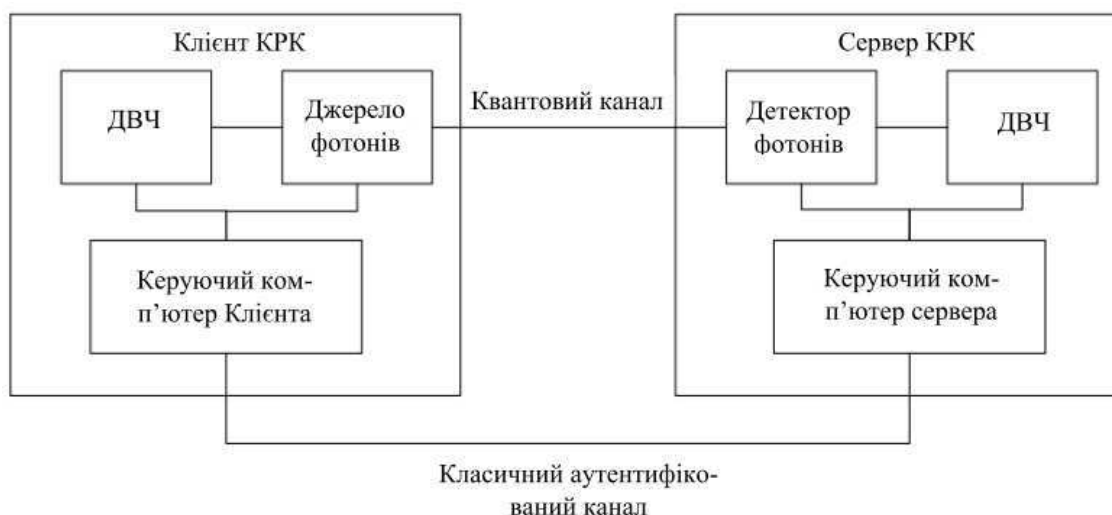 Клієнт КРК
ДВЧ
Джерело
фотонів
Керуючий ком-
п’ютер Клієнта
Квантовий канал
Сервер КРК
Детектор
фотонів
ДВЧ
Керуючий ком-
п’ютер сервера
Класичний аутентифіко-
ваний канал